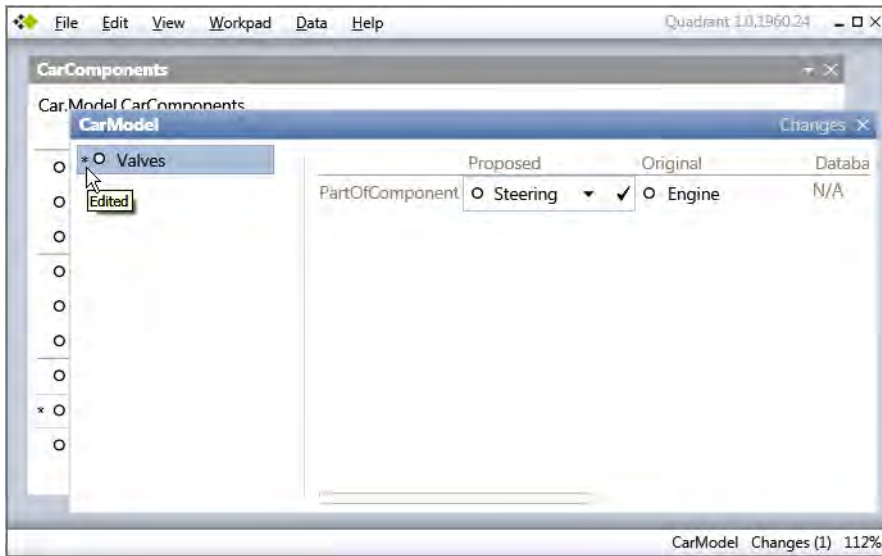 File Edit View Workpad Data Help Quadrant 1.0.1960.24
CarComponents
Car.Model.CarComponents
CarModel Changes
* Valves
Edited
Proposed Original Databa
PartOfComponent Steering Engine N/A
*
CarModel Changes (1) 112%